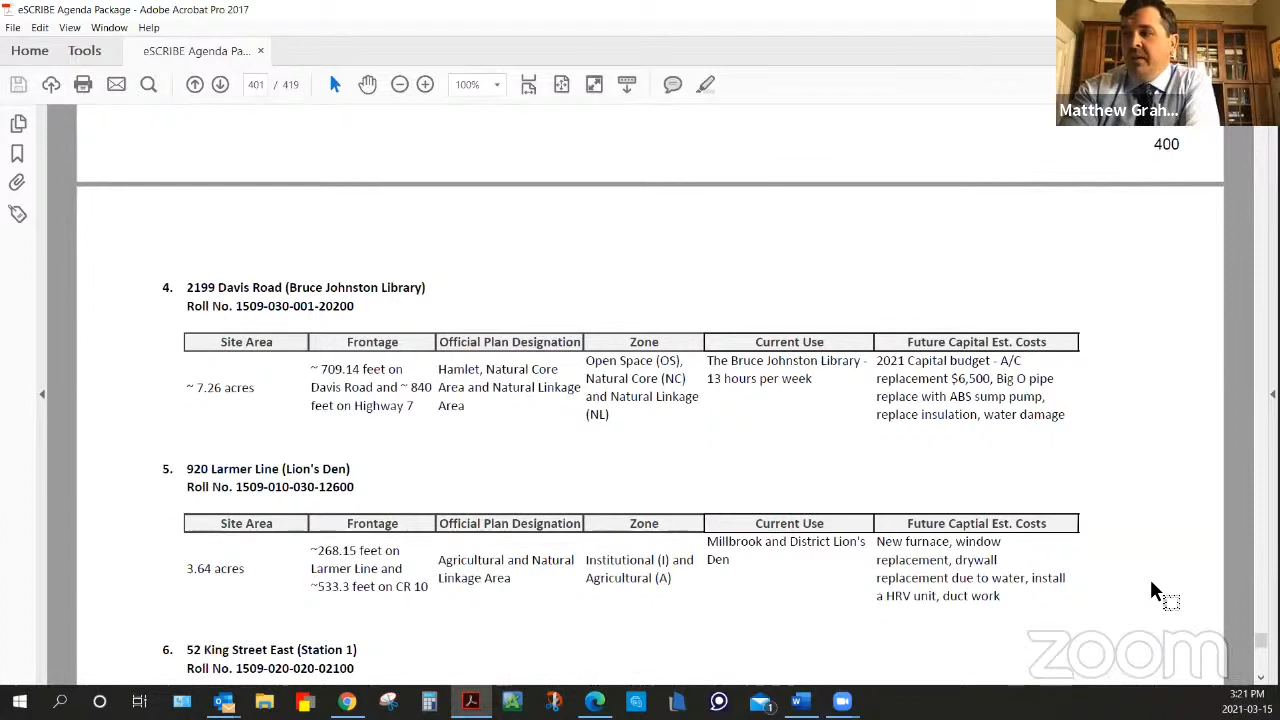 eSCRIBE Agenda Package - Adobe Acrobat Pro 2017
File Edit View Window Help
Home Tools eSCRIBE Agenda Pa... ×
401 / 419 100%
Matthew Grah...
400
4. 2199 Davis Road (Bruce Johnston Library)
Roll No. 1509-030-001-20200
Site Area Frontage Official Plan Designation Zone Current Use Future Capital Est. Costs
~ 7.26 acres
~ 709.14 feet on
Davis Road and ~ 840
feet on Highway 7
Hamlet, Natural Core
Area and Natural Linkage
Area
Open Space (OS),
Natural Core (NC)
and Natural Linkage
(NL)
The Bruce Johnston Library -
13 hours per week
2021 Capital budget - A/C
replacement $6,500, Big O pipe
replace with ABS sump pump,
replace insulation, water damage
5. 920 Larmer Line (Lion's Den)
Roll No. 1509-010-030-12600
Site Area Frontage Official Plan Designation Zone Current Use Future Captial Est. Costs
3.64 acres
~268.15 feet on
Larmer Line and
~533.3 feet on CR 10
Agricultural and Natural
Linkage Area
Institutional (I) and
Agricultural (A)
Millbrook and District Lion's
Den
New furnace, window
replacement, drywall
replacement due to water, install
a HRV unit, duct work
6. 52 King Street East (Station 1)
Roll No. 1509-020-020-02100
zoom
3:21 PM
2021-03-15